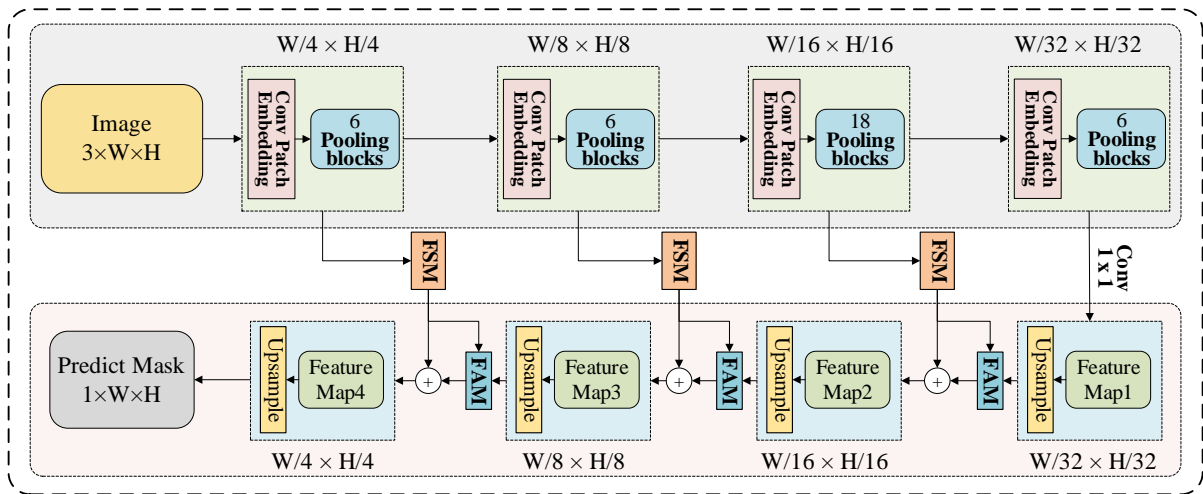 W/4 × H/4
W/8 × H/8
W/16 × H/16
W/32 × H/32
Image
3×W×H
Conv Patch
Embedding
6
Pooling
blocks
Conv Patch
Embedding
6
Pooling
blocks
Conv Patch
Embedding
18
Pooling
blocks
Conv Patch
Embedding
6
Pooling
blocks
FSM
FSM
FSM
Conv
1 x 1
Predict Mask
1×W×H
Upsample
Feature
Map4
+
FAM
Upsample
Feature
Map3
+
FAM
Upsample
Feature
Map2
+
FAM
Upsample
Feature
Map1
W/4 × H/4
W/8 × H/8
W/16 × H/16
W/32 × H/32